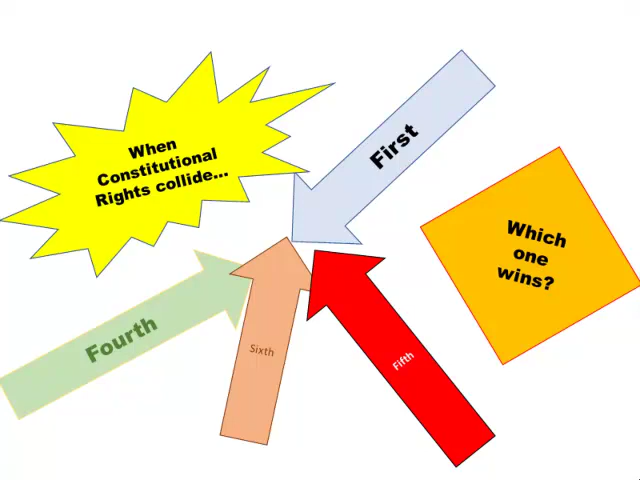 When
Constitutional
Rights collide...
First
Which
one
wins?
Fourth
Sixth
Fifth